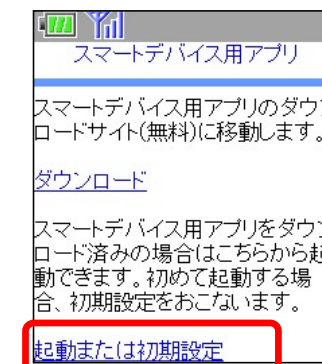 スマートデバイス用アプリ
スマートデバイス用アプリのダウン
ロードサイト(無料)に移動します。
ダウンロード
スマートデバイス用アプリをダウン
ロード済みの場合はこちらから起
動できます。初めて起動する場
合、初期設定をおこないます。
起動または初期設定